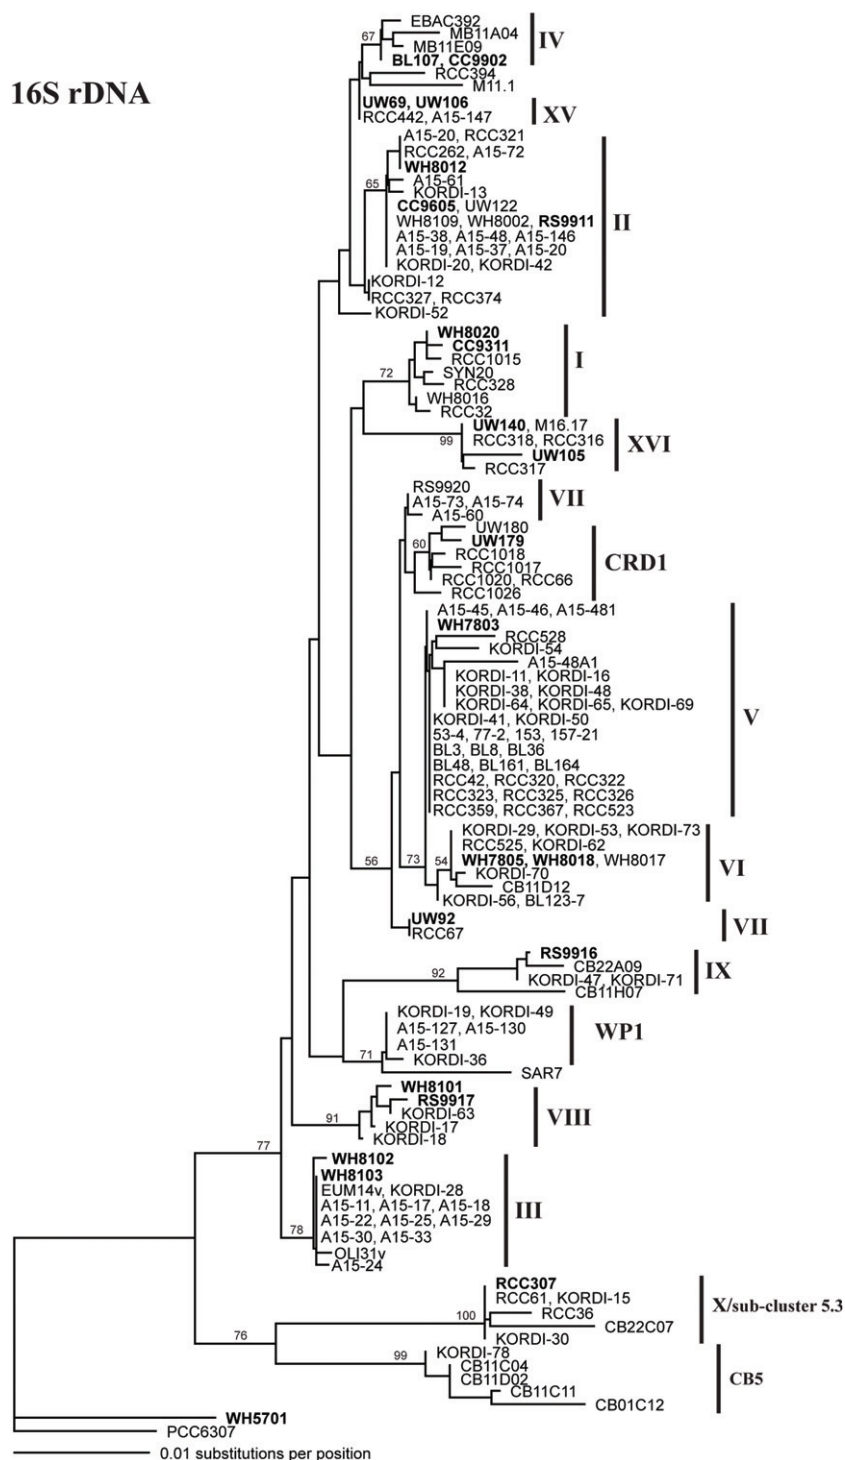 16S rDNA
67
EBAC392
MB11A04
MB11E09
BL107, CC9902
IV
RCC394
M11.1
UW69, UW106
RCC442, A15-147
XV
A15-20, RCC321
RCC262, A15-72
WH8012
65
A15-61
KORDI-13
CC9605, UW122
WH8109, WH8002, RS9911
A15-38, A15-48, A15-146
A15-19, A15-37, A15-20
KORDI-20, KORDI-42
KORDI-12
RCC327, RCC374
KORDI-52
II
WH8020
CC9311
RCC1015
72
SYN20
RCC328
WH8016
RCC32
I
UW140, M16.17
99
RCC318, RCC316
UW105
RCC317
XVI
RS9920
A15-73, A15-74
A15-60
VII
UW180
60
UW179
RCC1018
RCC1017
RCC1020, RCC66
RCC1026
CRD1
A15-45, A15-46, A15-481
WH7803
RCC528
KORDI-54
A15-48A1
KORDI-11, KORDI-16
KORDI-38, KORDI-48
KORDI-64, KORDI-65, KORDI-69
KORDI-41, KORDI-50
53-4, 77-2, 153, 157-21
BL3, BL8, BL36
BL48, BL161, BL164
RCC42, RCC320, RCC322
RCC323, RCC325, RCC326
RCC359, RCC367, RCC523
V
56
73
54
KORDI-29, KORDI-53, KORDI-73
RCC525, KORDI-62
WH7805, WH8018, WH8017
KORDI-70
CB11D12
KORDI-56, BL123-7
VI
UW92
RCC67
VII
92
RS9916
CB22A09
KORDI-47, KORDI-71
CB11H07
IX
KORDI-19, KORDI-49
A15-127, A15-130
A15-131
71
KORDI-36
SAR7
WP1
WH8101
RS9917
91
KORDI-63
KORDI-17
KORDI-18
VIII
77
WH8102
WH8103
EUM14v, KORDI-28
A15-11, A15-17, A15-18
A15-22, A15-25, A15-29
78
A15-30, A15-33
OLI31v
A15-24
III
RCC307
RCC61, KORDI-15
100
RCC36
CB22C07
KORDI-30
X/sub-cluster 5.3
76
99
KORDI-78
CB11C04
CB11D02
CB11C11
CB01C12
CB5
WH5701
PCC6307
0.01 substitutions per position